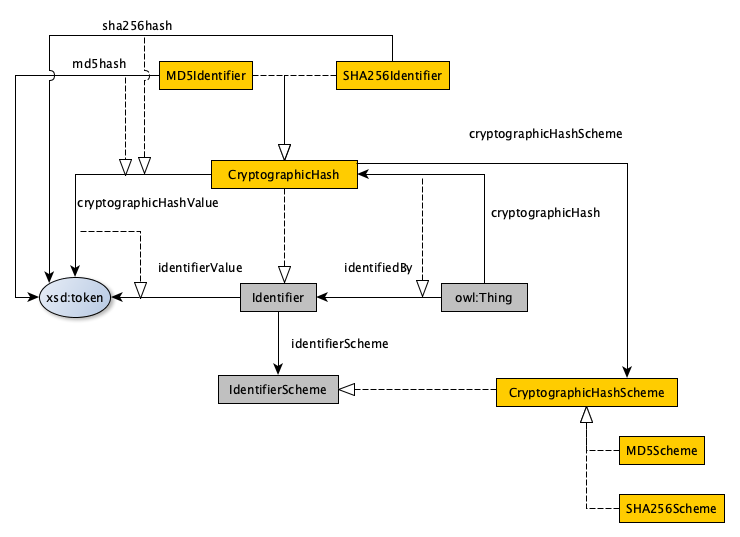 sha256hash
md5hash
MD5Identifier
SHA256Identifier
cryptographicHashScheme
CryptographicHash
cryptographicHashValue
cryptographicHash
identifierValue
identifiedBy
xsd:token
Identifier
owl:Thing
identifierScheme
IdentifierScheme
CryptographicHashScheme
MD5Scheme
SHA256Scheme